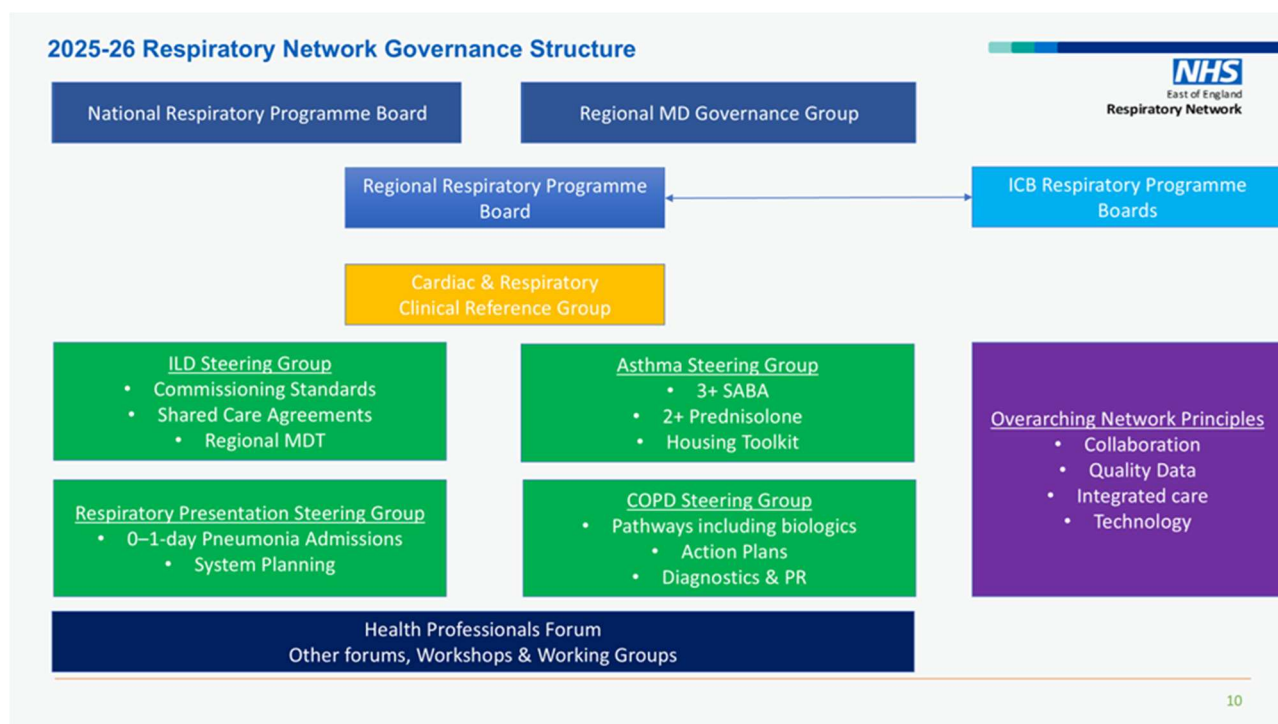 2025-26 Respiratory Network Governance Structure
NHS
East of England
Respiratory Network
National Respiratory Programme Board
Regional MD Governance Group
Regional Respiratory Programme
Board
ICB Respiratory Programme
Boards
Cardiac & Respiratory
Clinical Reference Group
ILD Steering Group
• Commissioning Standards
• Shared Care Agreements
• Regional MDT
Asthma Steering Group
• 3+ SABA
• 2+ Prednisolone
• Housing Toolkit
Overarching Network Principles
• Collaboration
• Quality Data
• Integrated care
• Technology
Respiratory Presentation Steering Group
• 0–1-day Pneumonia Admissions
• System Planning
COPD Steering Group
• Pathways including biologics
• Action Plans
• Diagnostics & PR
Health Professionals Forum
Other forums, Workshops & Working Groups
10